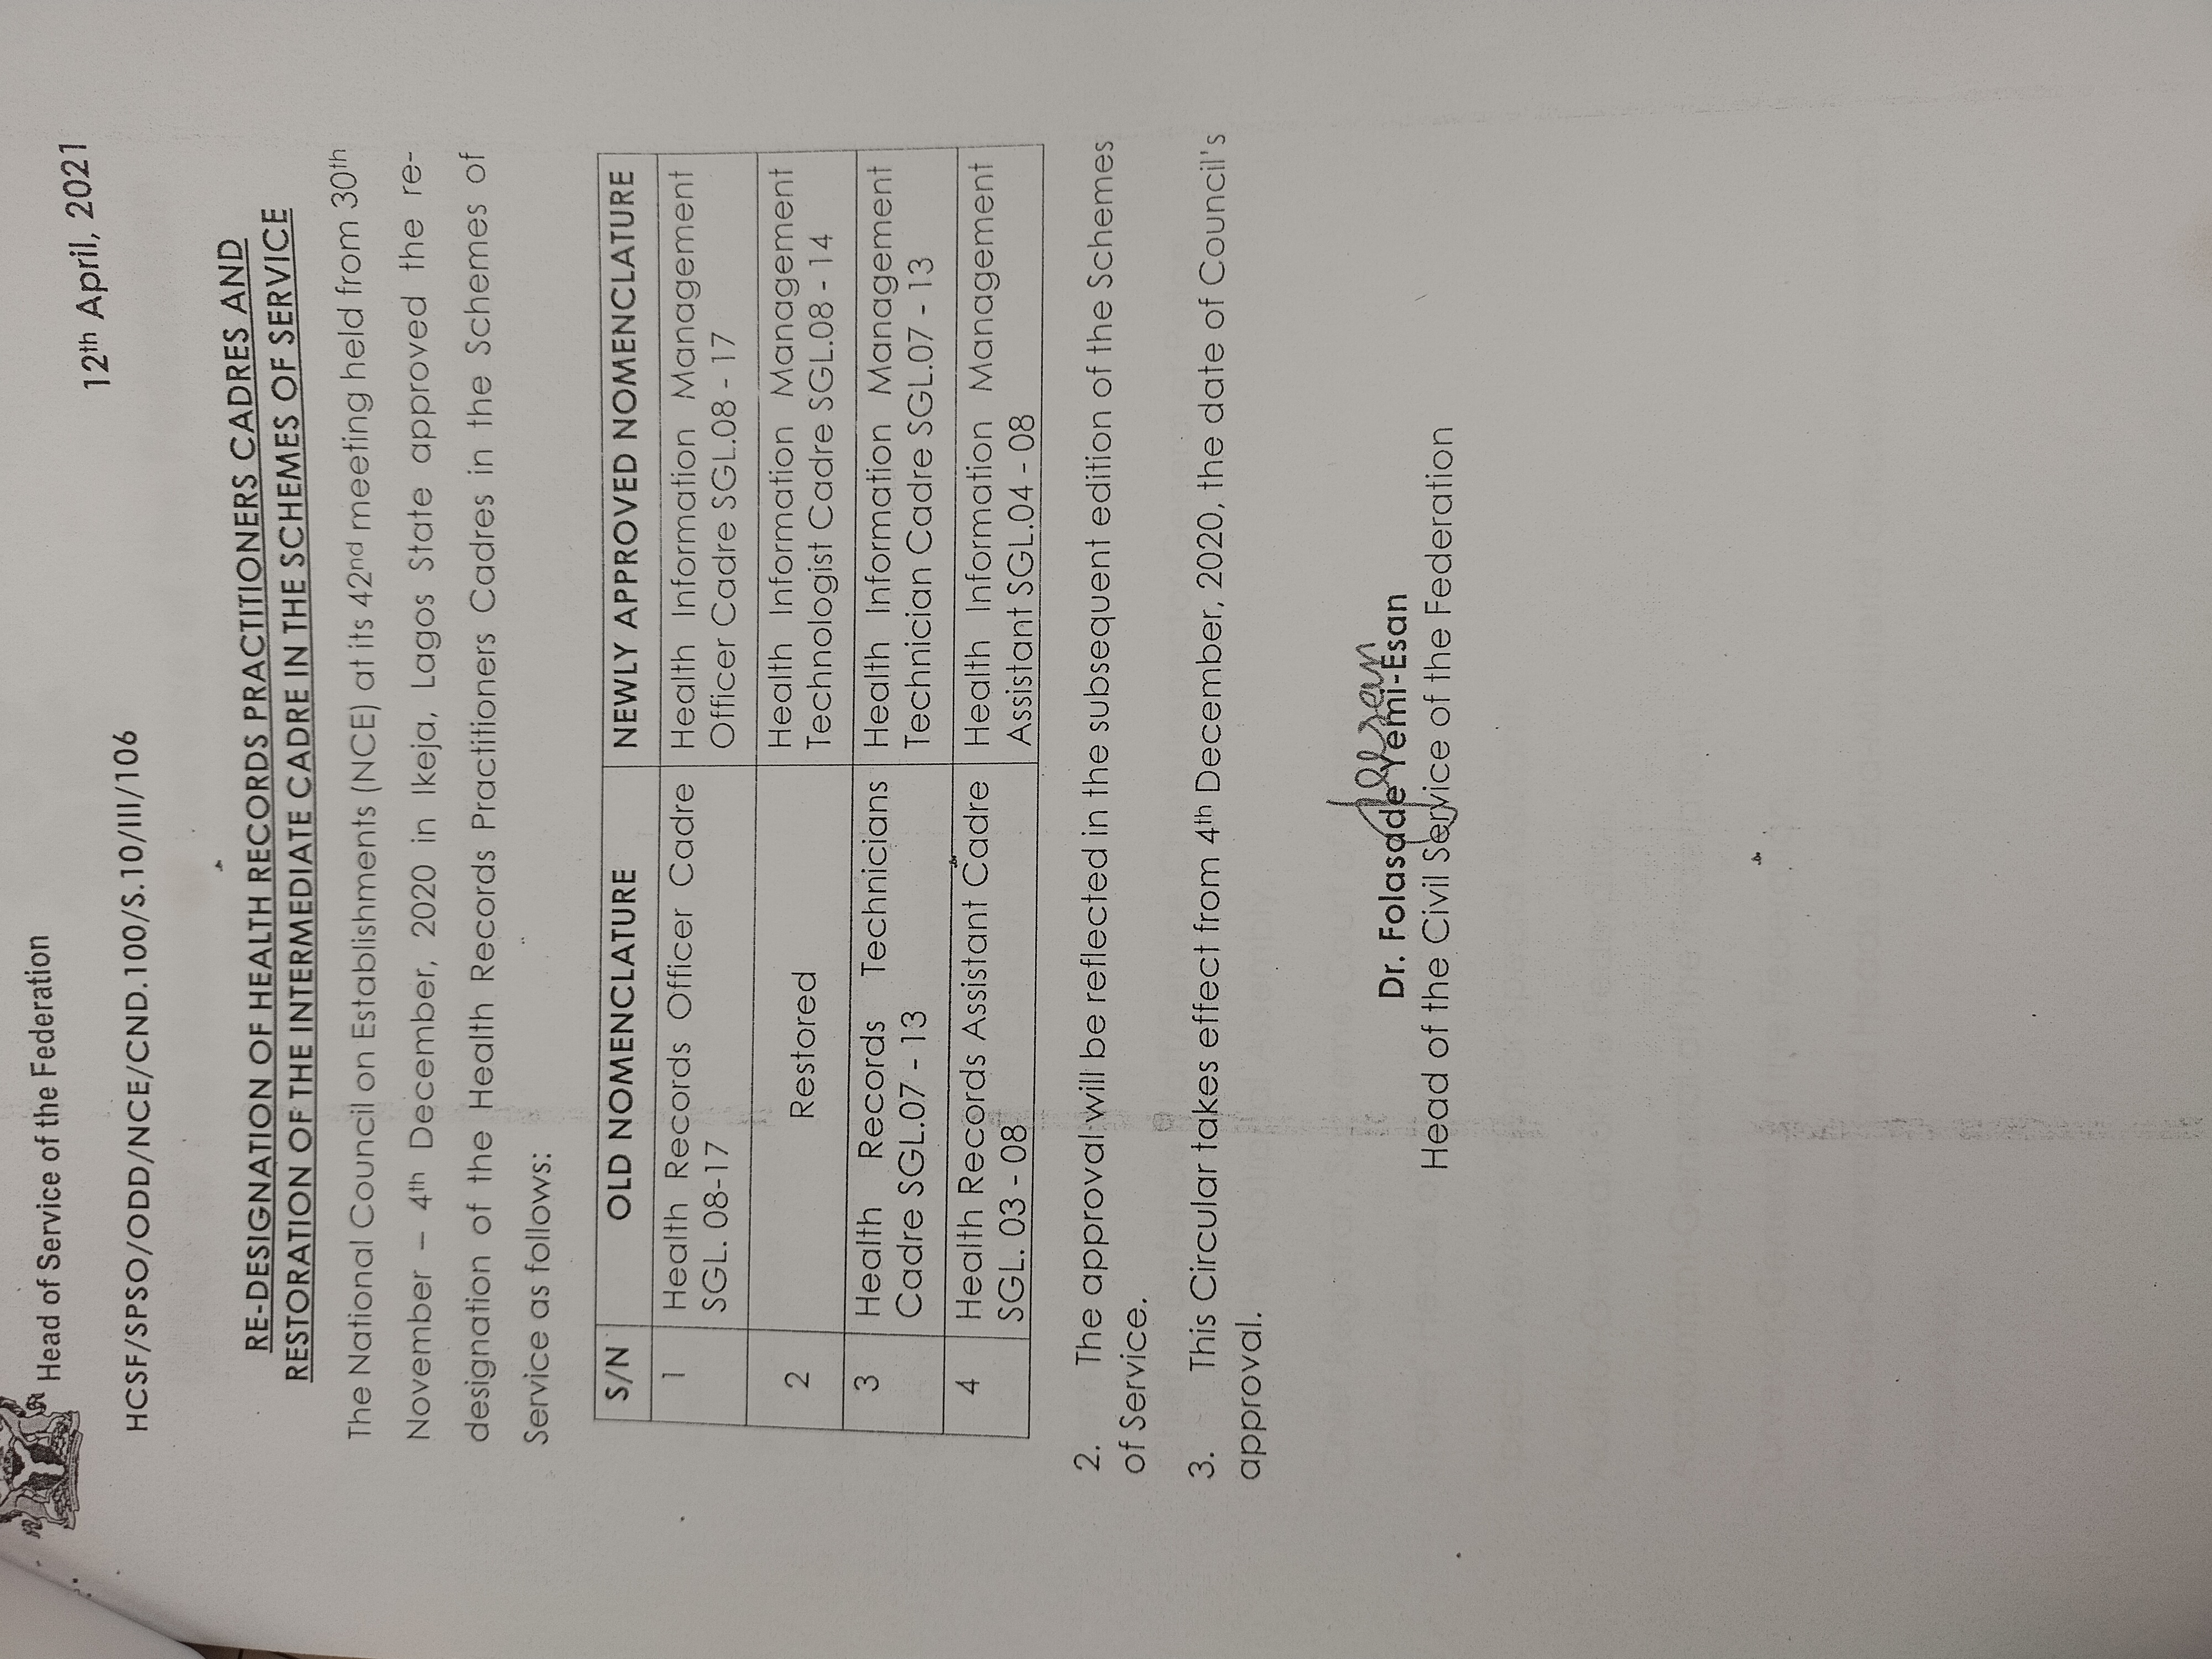 Head of Service of the Federation
12th April, 2021
HCSF/SPSO/ODD/NCE/CND.100/S.10/III/106
RE-DESIGNATION OF HEALTH RECORDS PRACTITIONERS CADRES AND
RESTORATION OF THE INTERMEDIATE CADRE IN THE SCHEMES OF SERVICE
The National Council on Establishments (NCE) at its 42nd meeting held from 30th
November – 4th December, 2020 in Ikeja, Lagos State approved the re-
designation of the Health Records Practitioners Cadres in the Schemes of
Service as follows:
S/N OLD NOMENCLATURE NEWLY APPROVED NOMENCLATURE
1 Health Records Officer Cadre Health Information Management
SGL. 08-17 Officer Cadre SGL.08 - 17
2 Restored Health Information Management
Technologist Cadre SGL.08 - 14
3 Health Records Technicians Health Information Management
Cadre SGL.07 - 13 Technician Cadre SGL.07 - 13
4 Health Records Assistant Cadre Health Information Management
SGL. 03 - 08 Assistant SGL.04 - 08
2. The approval will be reflected in the subsequent edition of the Schemes
of Service.
3. This Circular takes effect from 4th December, 2020, the date of Council's
approval.
Dr. Folasade Yemi-Esan
Head of the Civil Service of the Federation